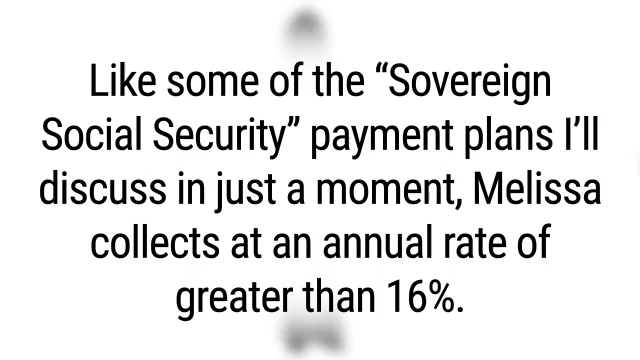 Like some of the “Sovereign
Social Security” payment plans I’ll
discuss in just a moment, Melissa
collects at an annual rate of
greater than 16%.